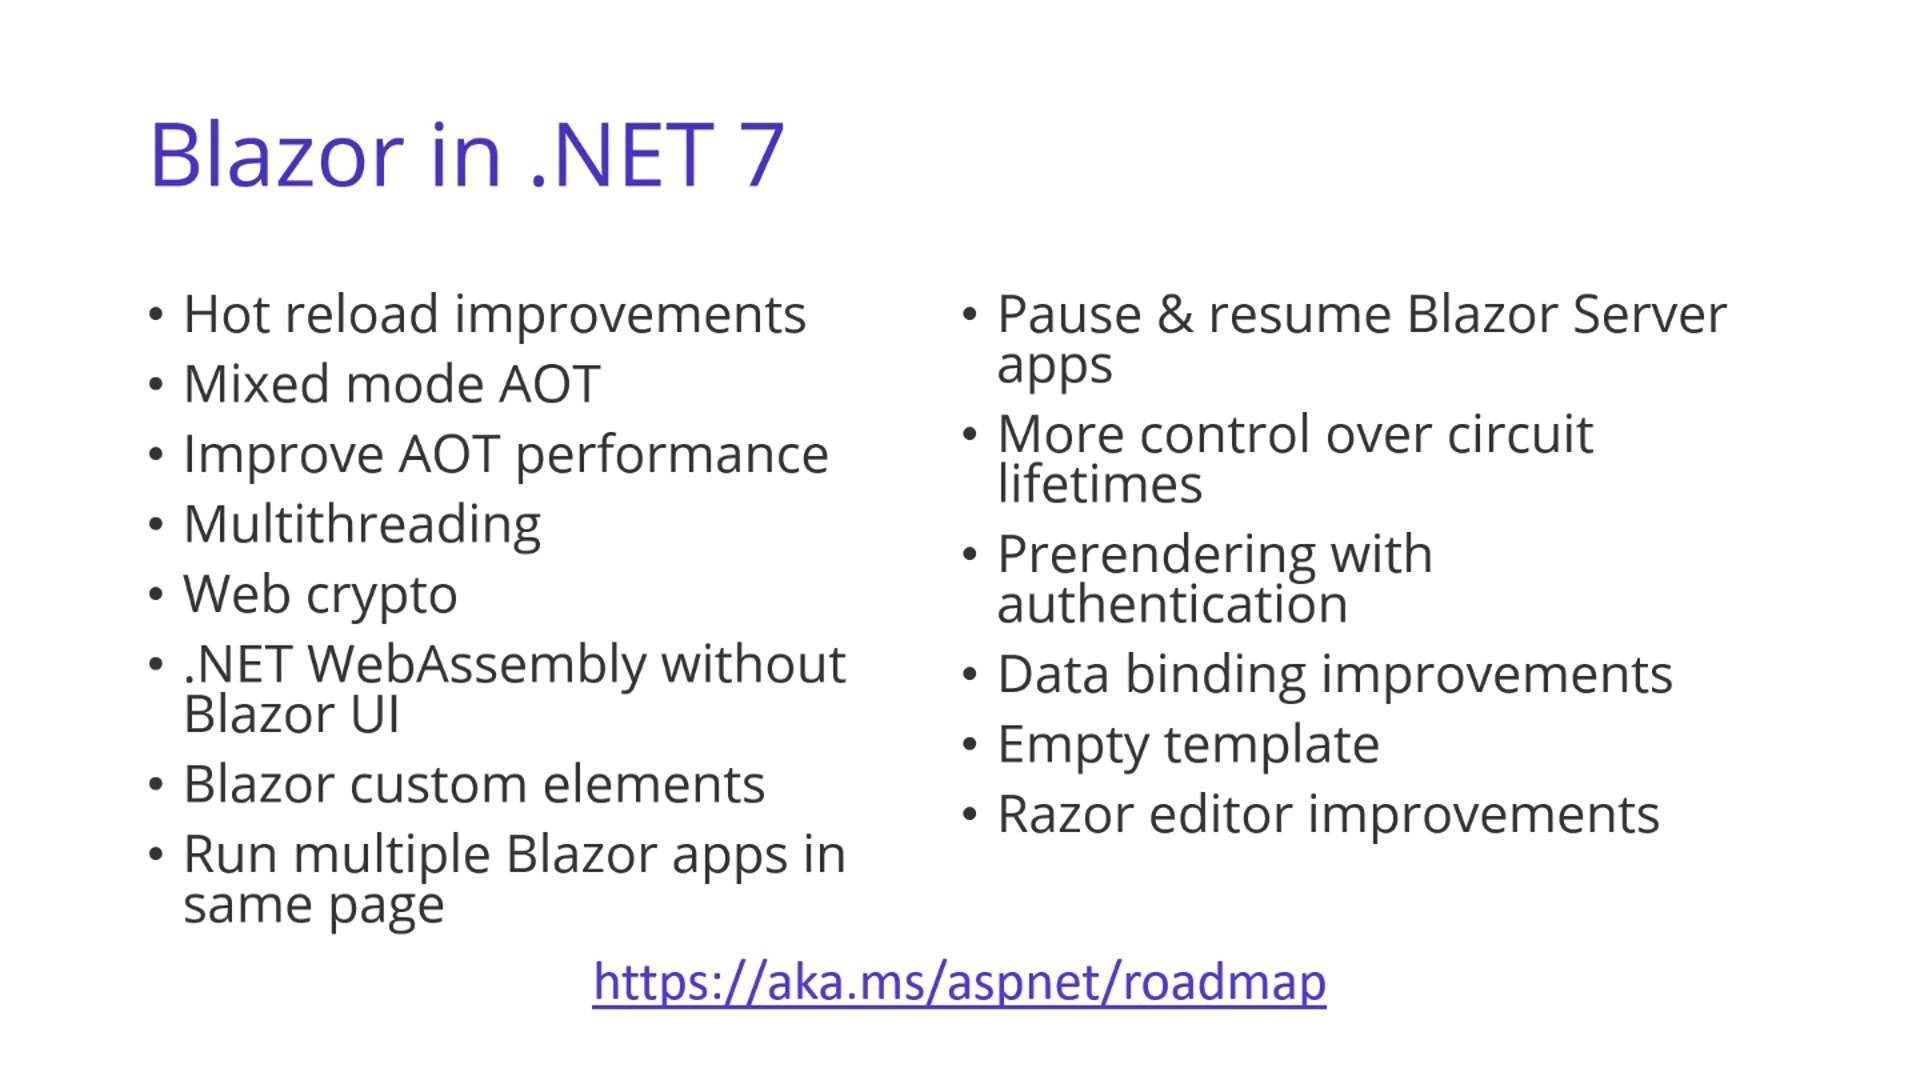 Blazor in .NET 7
• Hot reload improvements
• Mixed mode AOT
• Improve AOT performance
• Multithreading
• Web crypto
• .NET WebAssembly without
Blazor UI
• Blazor custom elements
• Run multiple Blazor apps in
same page
• Pause & resume Blazor Server
apps
• More control over circuit
lifetimes
• Prerendering with
authentication
• Data binding improvements
• Empty template
• Razor editor improvements
https://aka.ms/aspnet/roadmap